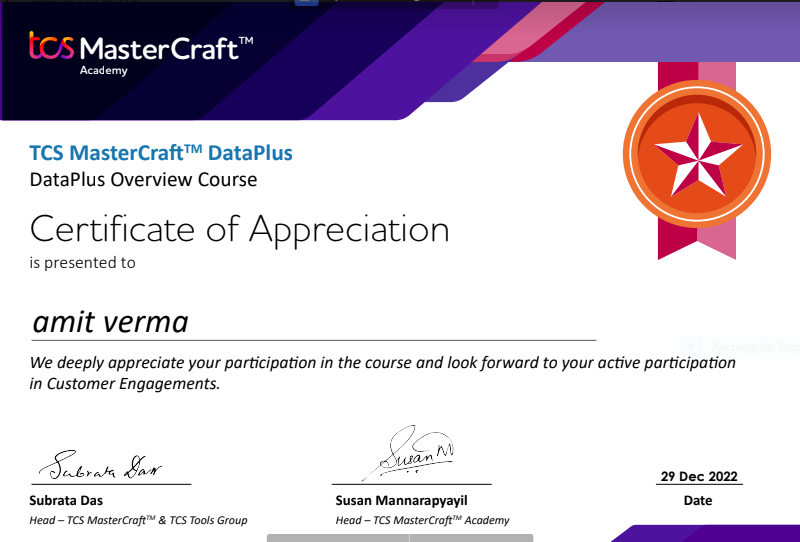 tcs MasterCraft™
Academy
TCS MasterCraft™ DataPlus
DataPlus Overview Course
Certificate of Appreciation
is presented to
amit verma
We deeply appreciate your participation in the course and look forward to your active participation
in Customer Engagements.
Subrata Das
Susan M
29 Dec 2022
Subrata Das
Susan Mannarapyayil
Date
Head – TCS MasterCraft™ & TCS Tools Group
Head – TCS MasterCraft™ Academy